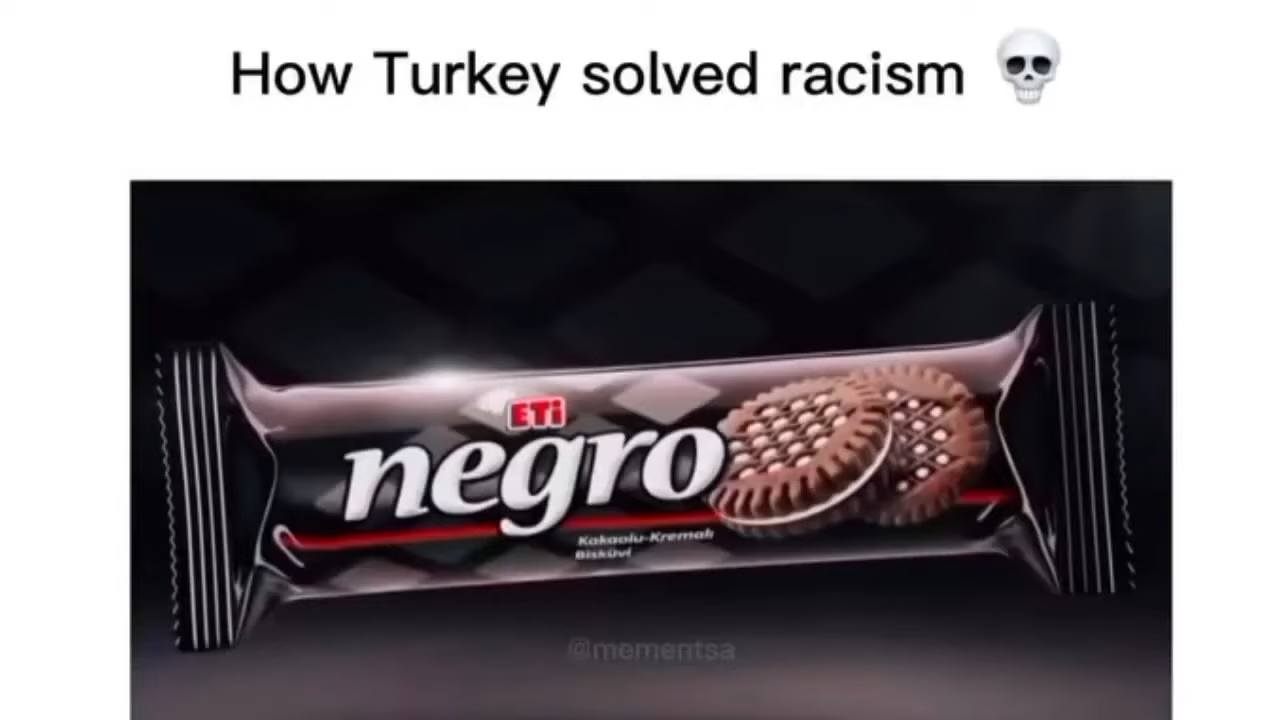 How Turkey solved racism 💀
ETİ
negro
Kakaolu-Kremalı
Bisküvi
@mementsa